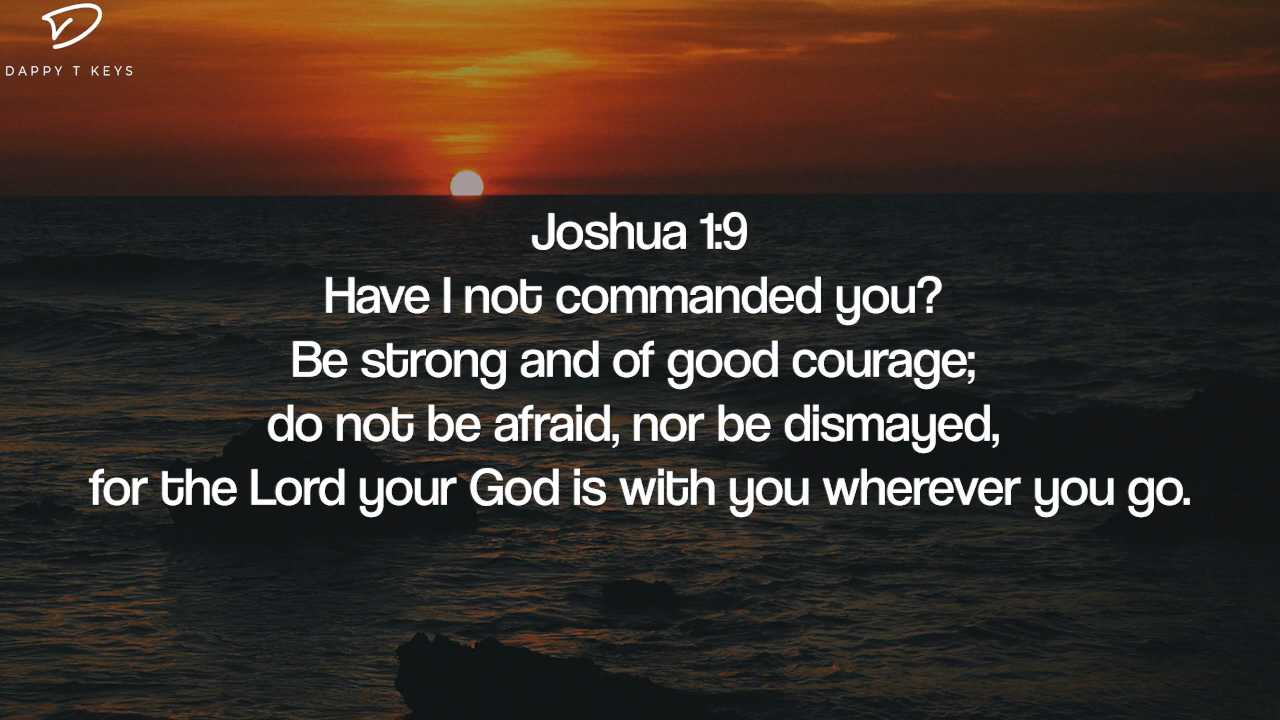 DAPPY T KEYS
Joshua 1:9
Have I not commanded you?
Be strong and of good courage;
do not be afraid, nor be dismayed,
for the Lord your God is with you wherever you go.